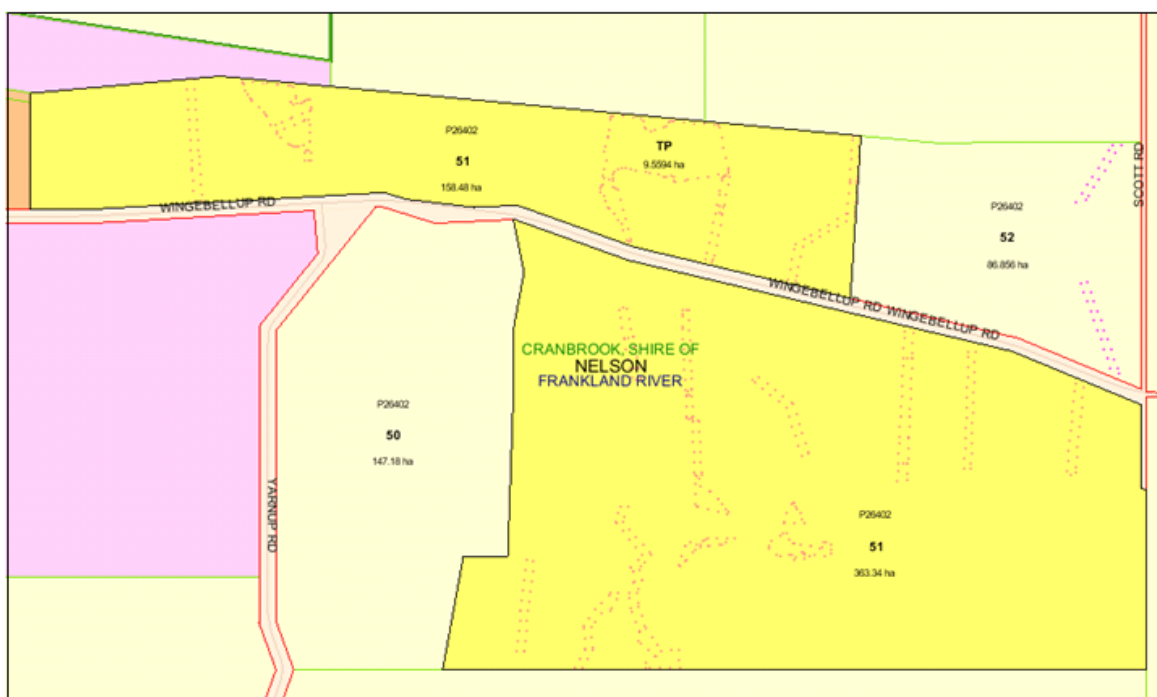 P26402
51
158.48 ha
TP
9.5594 ha
SCOTT RD
WINGEBELLUP RD
P26402
52
86.856 ha
WINGEBELLUP RD WINGEBELLUP RD
CRANBROOK, SHIRE OF
NELSON
FRANKLAND RIVER
P26402
50
147.18 ha
YARNUP RD
P26402
51
363.34 ha